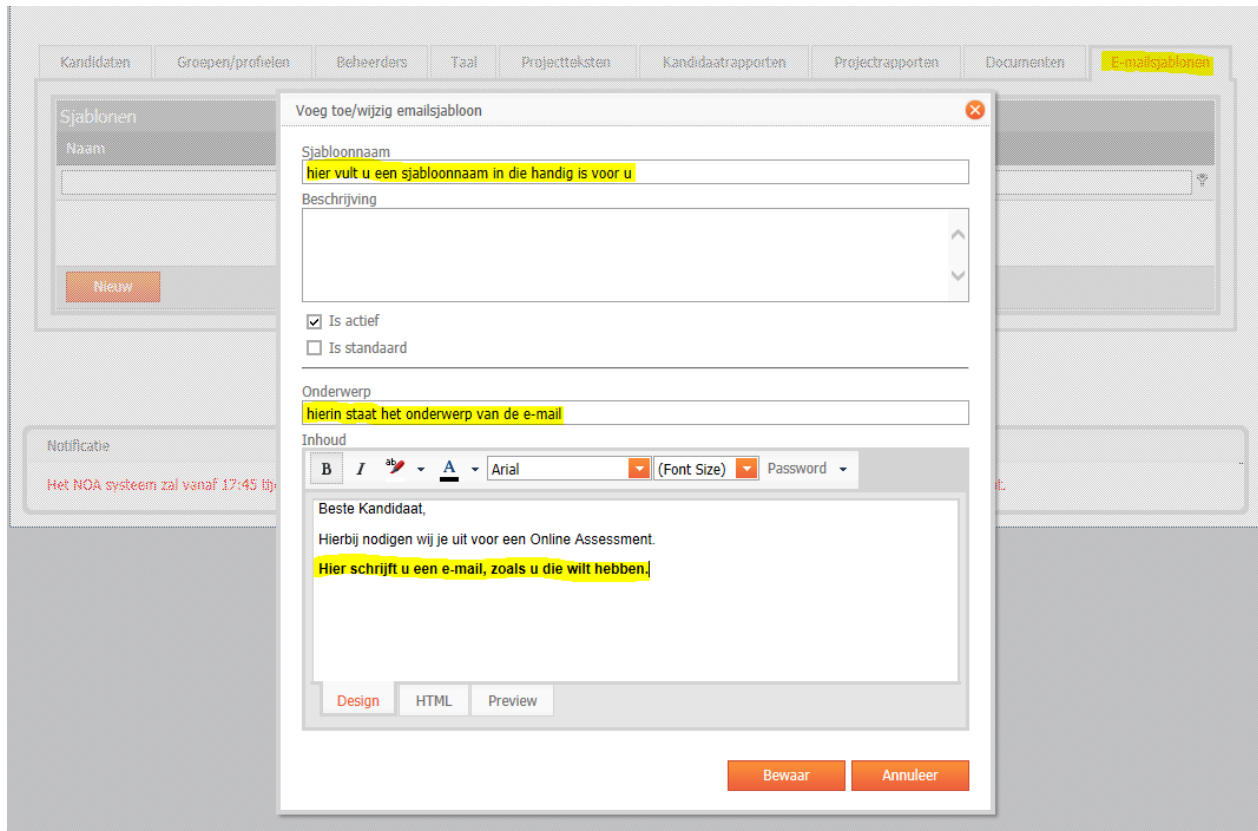 Kandidaten Groepen/profielen Beheerders Taal Projectteksten Kandidaatrapporten Projectrapporten Documenten E-mailsjablonen
Sjablonen
Naam
Nieuw
Voeg toe/wijzig emailsjabloon
Sjabloonnaam
hier vult u een sjabloonnaam in die handig is voor u
Beschrijving
Is actief
Is standaard
Onderwerp
hierin staat het onderwerp van de e-mail
Inhoud
B I ab A Arial (Font Size) Password
Beste Kandidaat,
Hierbij nodigen wij je uit voor een Online Assessment.
Hier schrijft u een e-mail, zoals u die wilt hebben.
Design HTML Preview
Bewaar Annuleer
Notificatie
Het NOA systeem zal vanaf 17:45